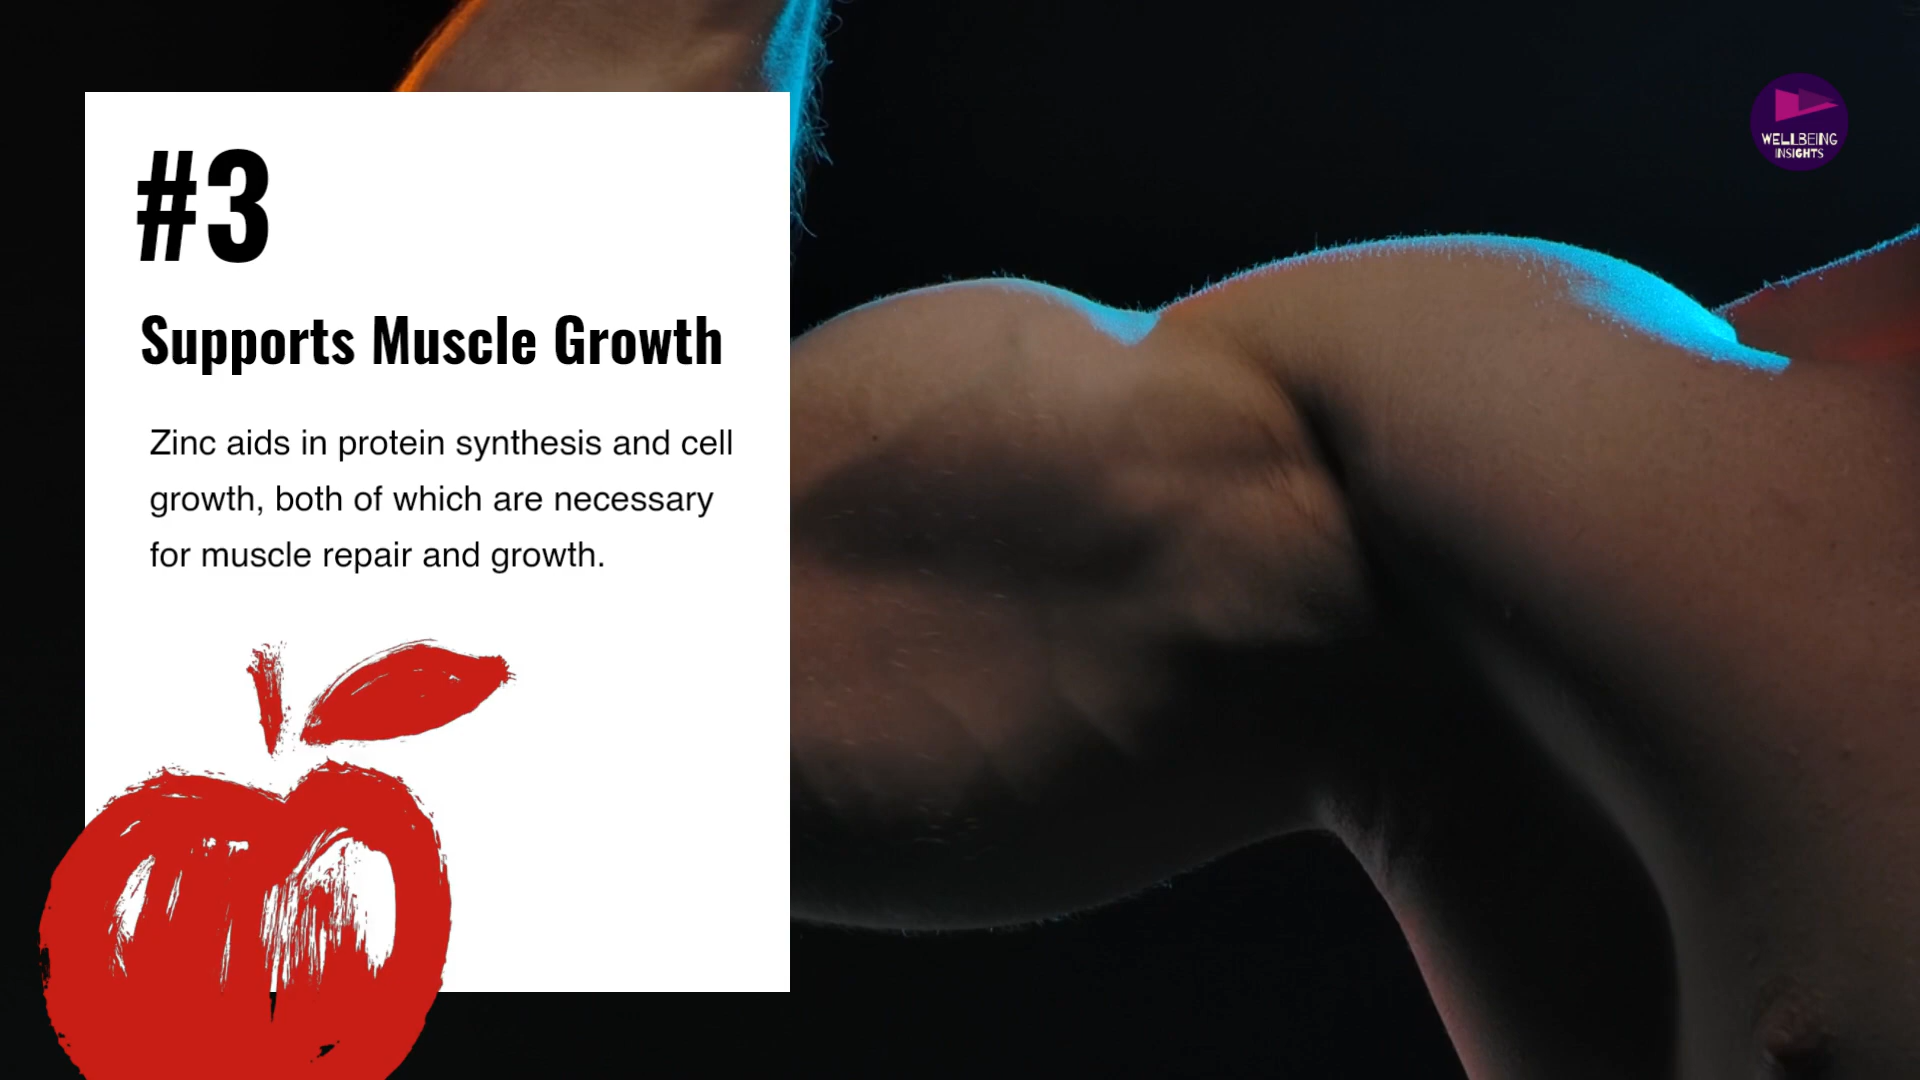 #3
Supports Muscle Growth
Zinc aids in protein synthesis and cell
growth, both of which are necessary
for muscle repair and growth.
WELLBEING
INSIGHTS